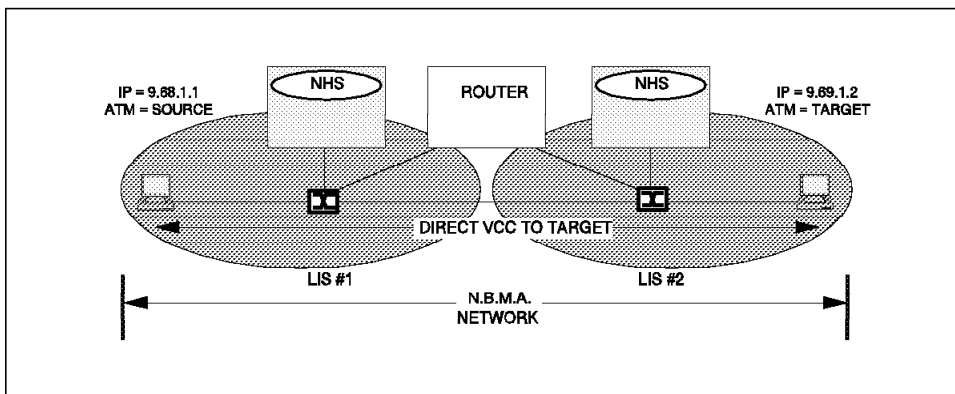 IP = 9.68.1.1
ATM = SOURCE
NHS
ROUTER
NHS
IP = 9.69.1.2
ATM = TARGET
DIRECT VCC TO TARGET
LIS #1
LIS #2
N.B.M.A.
NETWORK